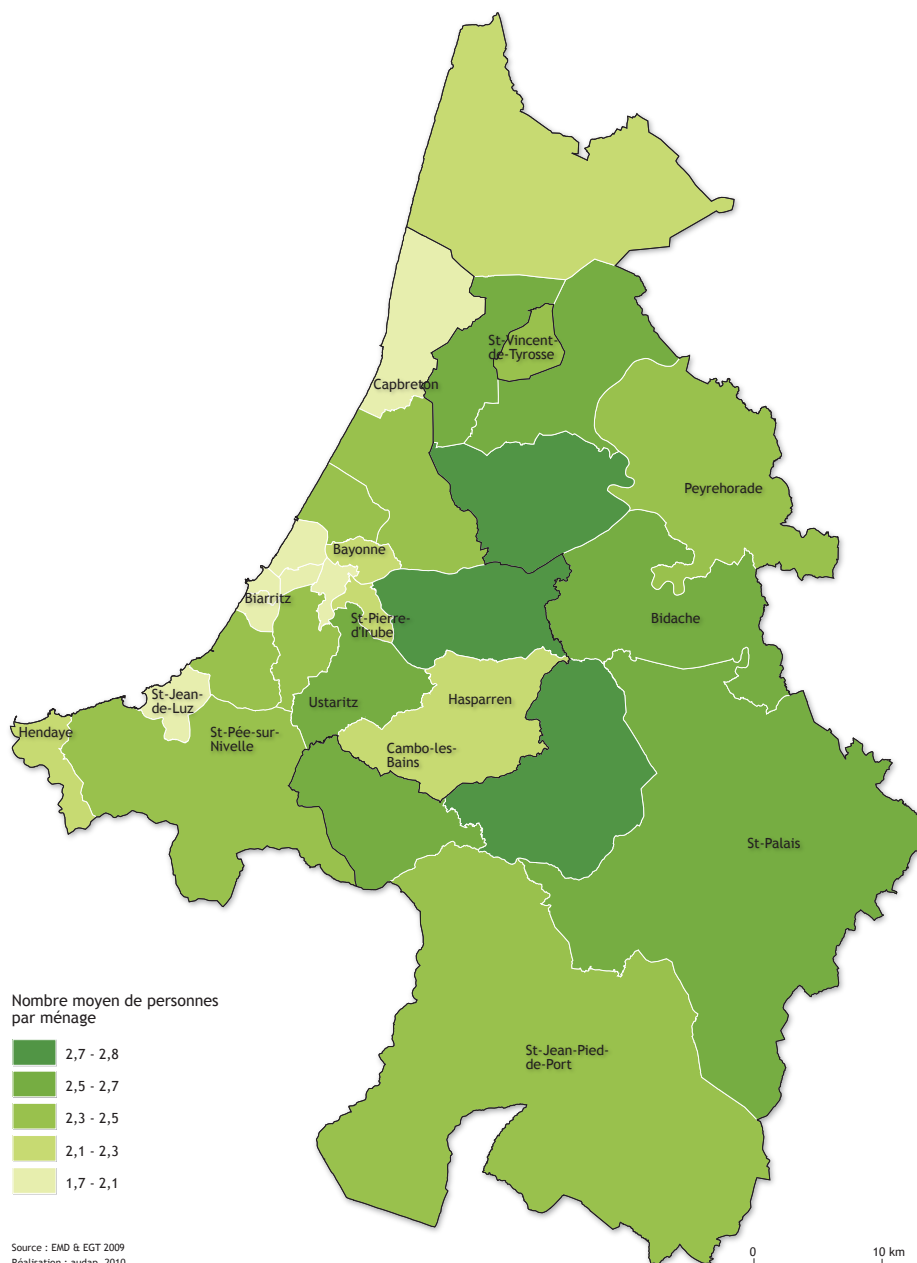 St-Vincent-
de-Tyrosse
Capbreton
Peyrehorade
Bayonne
Biarritz
St-Pierre-
d'Irube
Bidache
St-Jean-
de-Luz
Ustaritz
Hasparren
Hendaye
St-Pée-sur-
Nivelle
Cambo-les-
Bains
St-Palais
St-Jean-Pied-
de-Port
Nombre moyen de personnes
par ménage
2,7 - 2,8
2,5 - 2,7
2,3 - 2,5
2,1 - 2,3
1,7 - 2,1
Source : EMD & EGT 2009
Réalisation : audap, 2010
0 10 km